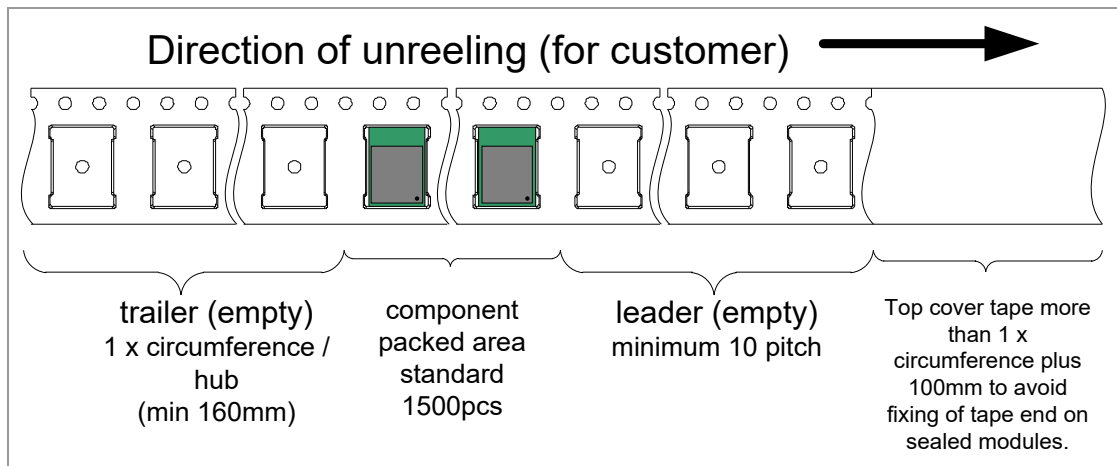 Direction of unreeling (for customer)
trailer (empty)
1 x circumference /
hub
(min 160mm)
component
packed area
standard
1500pcs
leader (empty)
minimum 10 pitch
Top cover tape more
than 1 x
circumference plus
100mm to avoid
fixing of tape end on
sealed modules.